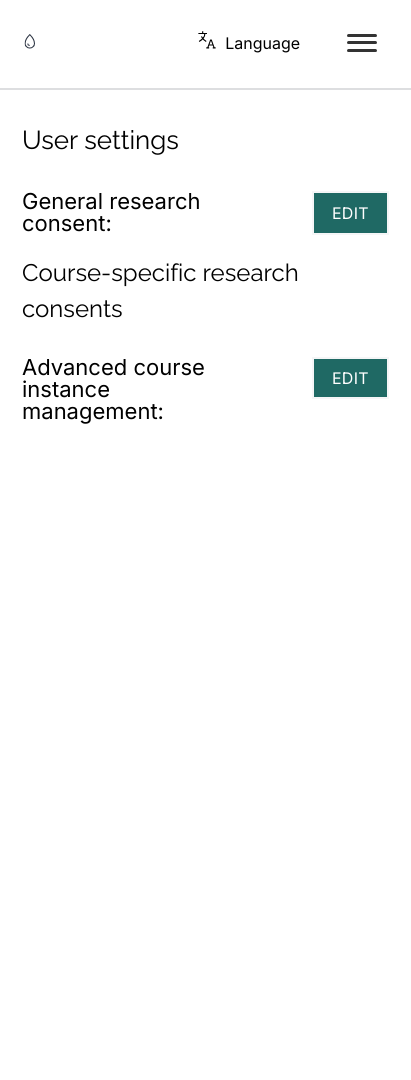 Language
User settings
General research
consent:
EDIT
Course-specific research
consents
Advanced course
instance
management:
EDIT